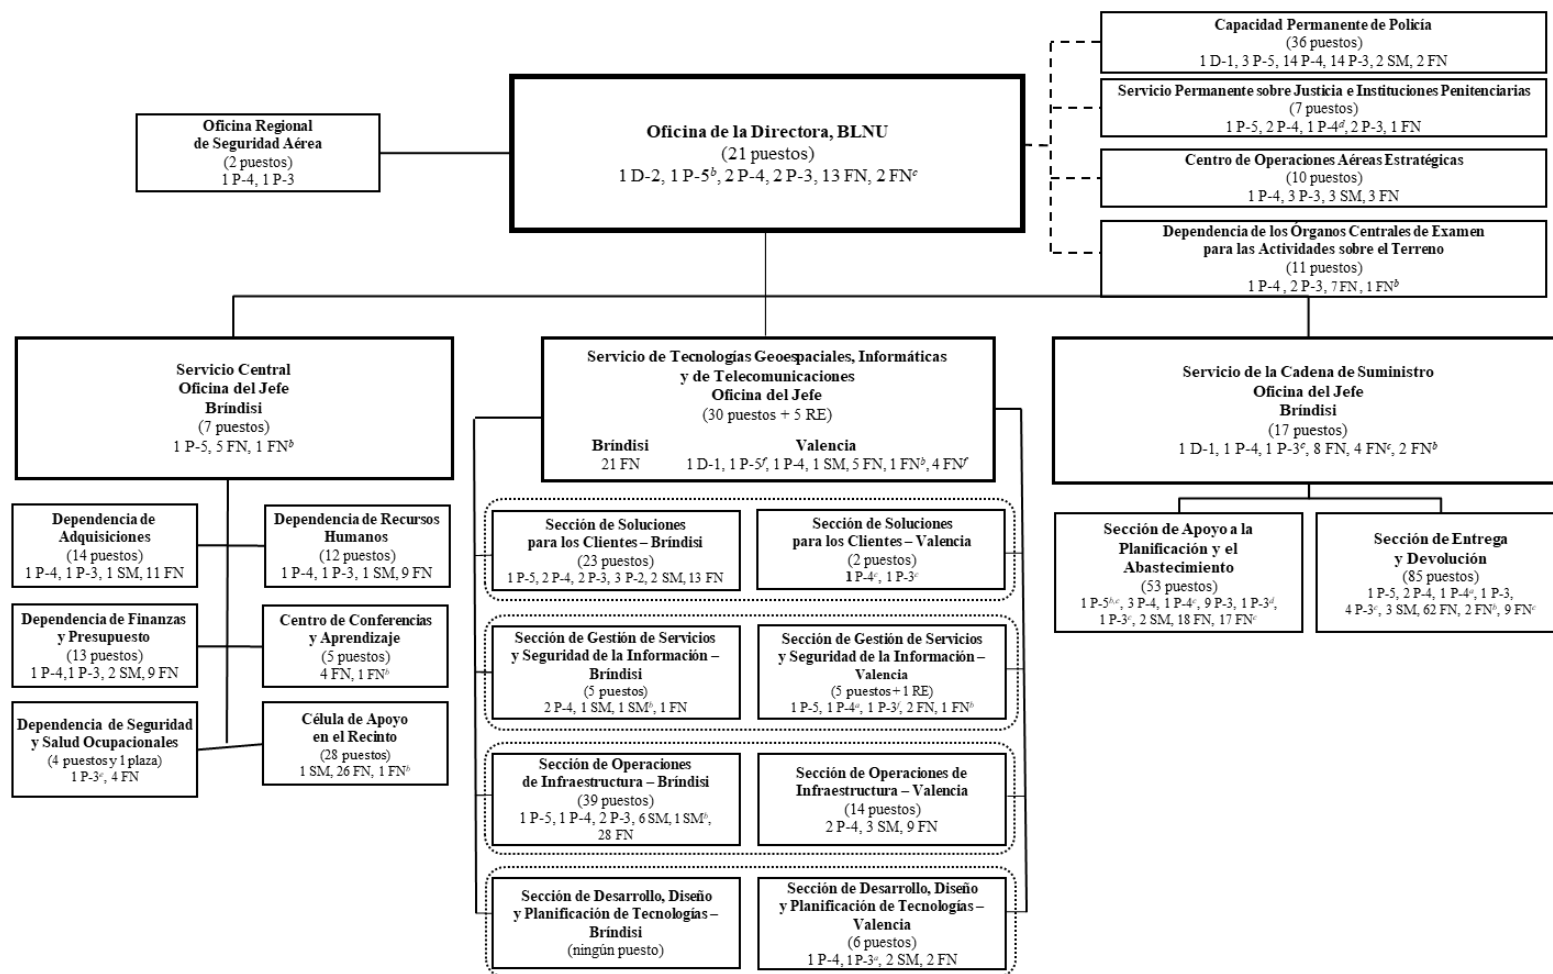 Capacidad Permanente de Policía
(36 puestos)
1 D-1, 3 P-5, 14 P-4, 14 P-3, 2 SM, 2 FN
Servicio Permanente sobre Justicia e Instituciones Penitenciarias
(7 puestos)
1 P-5, 2 P-4, 1 P-4ᵈ, 2 P-3, 1 FN
Centro de Operaciones Aéreas Estratégicas
(10 puestos)
1 P-4, 3 P-3, 3 SM, 3 FN
Dependencia de los Órganos Centrales de Examen
para las Actividades sobre el Terreno
(11 puestos)
1 P-4, 2 P-3, 7 FN, 1 FNᵇ
Oficina de la Directora, BLNU
(21 puestos)
1 D-2, 1 P-5ᵇ, 2 P-4, 2 P-3, 13 FN, 2 FNᵉ
Oficina Regional
de Seguridad Aérea
(2 puestos)
1 P-4, 1 P-3
Servicio Central
Oficina del Jefe
Bríndisi
(7 puestos)
1 P-5, 5 FN, 1 FNᵇ
Servicio de Tecnologías Geoespaciales, Informáticas
y de Telecomunicaciones
Oficina del Jefe
(30 puestos + 5 RE)
Bríndisi Valencia
21 FN 1 D-1, 1 P-5ᶠ, 1 P-4, 1 SM, 5 FN, 1 FNᵇ, 4 FNᶠ
Servicio de la Cadena de Suministro
Oficina del Jefe
Bríndisi
(17 puestos)
1 D-1, 1 P-4, 1 P-3ᵉ, 8 FN, 4 FNᶜ, 2 FNᵇ
Dependencia de
Adquisiciones
(14 puestos)
1 P-4, 1 P-3, 1 SM, 11 FN
Dependencia de Recursos
Humanos
(12 puestos)
1 P-4, 1 P-3, 1 SM, 9 FN
Dependencia de Finanzas
y Presupuesto
(13 puestos)
1 P-4,1 P-3, 2 SM, 9 FN
Centro de Conferencias
y Aprendizaje
(5 puestos)
4 FN, 1 FNᵇ
Dependencia de Seguridad
y Salud Ocupacionales
(4 puestos y 1 plaza)
1 P-3ᵉ, 4 FN
Célula de Apoyo
en el Recinto
(28 puestos)
1 SM, 26 FN, 1 FNᵇ
Sección de Soluciones
para los Clientes – Bríndisi
(23 puestos)
1 P-5, 2 P-4, 2 P-3, 3 P-2, 2 SM, 13 FN
Sección de Soluciones
para los Clientes – Valencia
(2 puestos)
1 P-4ᶜ, 1 P-3ᶜ
Sección de Gestión de Servicios
y Seguridad de la Información –
Bríndisi
(5 puestos)
2 P-4, 1 SM, 1 SMᵇ, 1 FN
Sección de Gestión de Servicios
y Seguridad de la Información –
Valencia
(5 puestos + 1 RE)
1 P-5, 1 P-4ᵃ, 1 P-3ᶠ, 2 FN, 1 FNᵇ
Sección de Operaciones
de Infraestructura – Bríndisi
(39 puestos)
1 P-5, 1 P-4, 2 P-3, 6 SM, 1 SMᵇ,
28 FN
Sección de Operaciones de
Infraestructura – Valencia
(14 puestos)
2 P-4, 3 SM, 9 FN
Sección de Desarrollo, Diseño
y Planificación de Tecnologías –
Bríndisi
(ningún puesto)
Sección de Desarrollo, Diseño
y Planificación de Tecnologías –
Valencia
(6 puestos)
1 P-4, 1 P-3ᵃ, 2 SM, 2 FN
Sección de Apoyo a la
Planificación y el
Abastecimiento
(53 puestos)
1 P-5ᵇ·ᶜ, 3 P-4, 1 P-4ᶜ, 9 P-3, 1 P-3ᵈ,
1 P-3ᶜ, 2 SM, 18 FN, 17 FNᶜ
Sección de Entrega
y Devolución
(85 puestos)
1 P-5, 2 P-4, 1 P-4ᵃ, 1 P-3,
4 P-3ᶜ, 3 SM, 62 FN, 2 FNᵇ, 9 FNᶜ